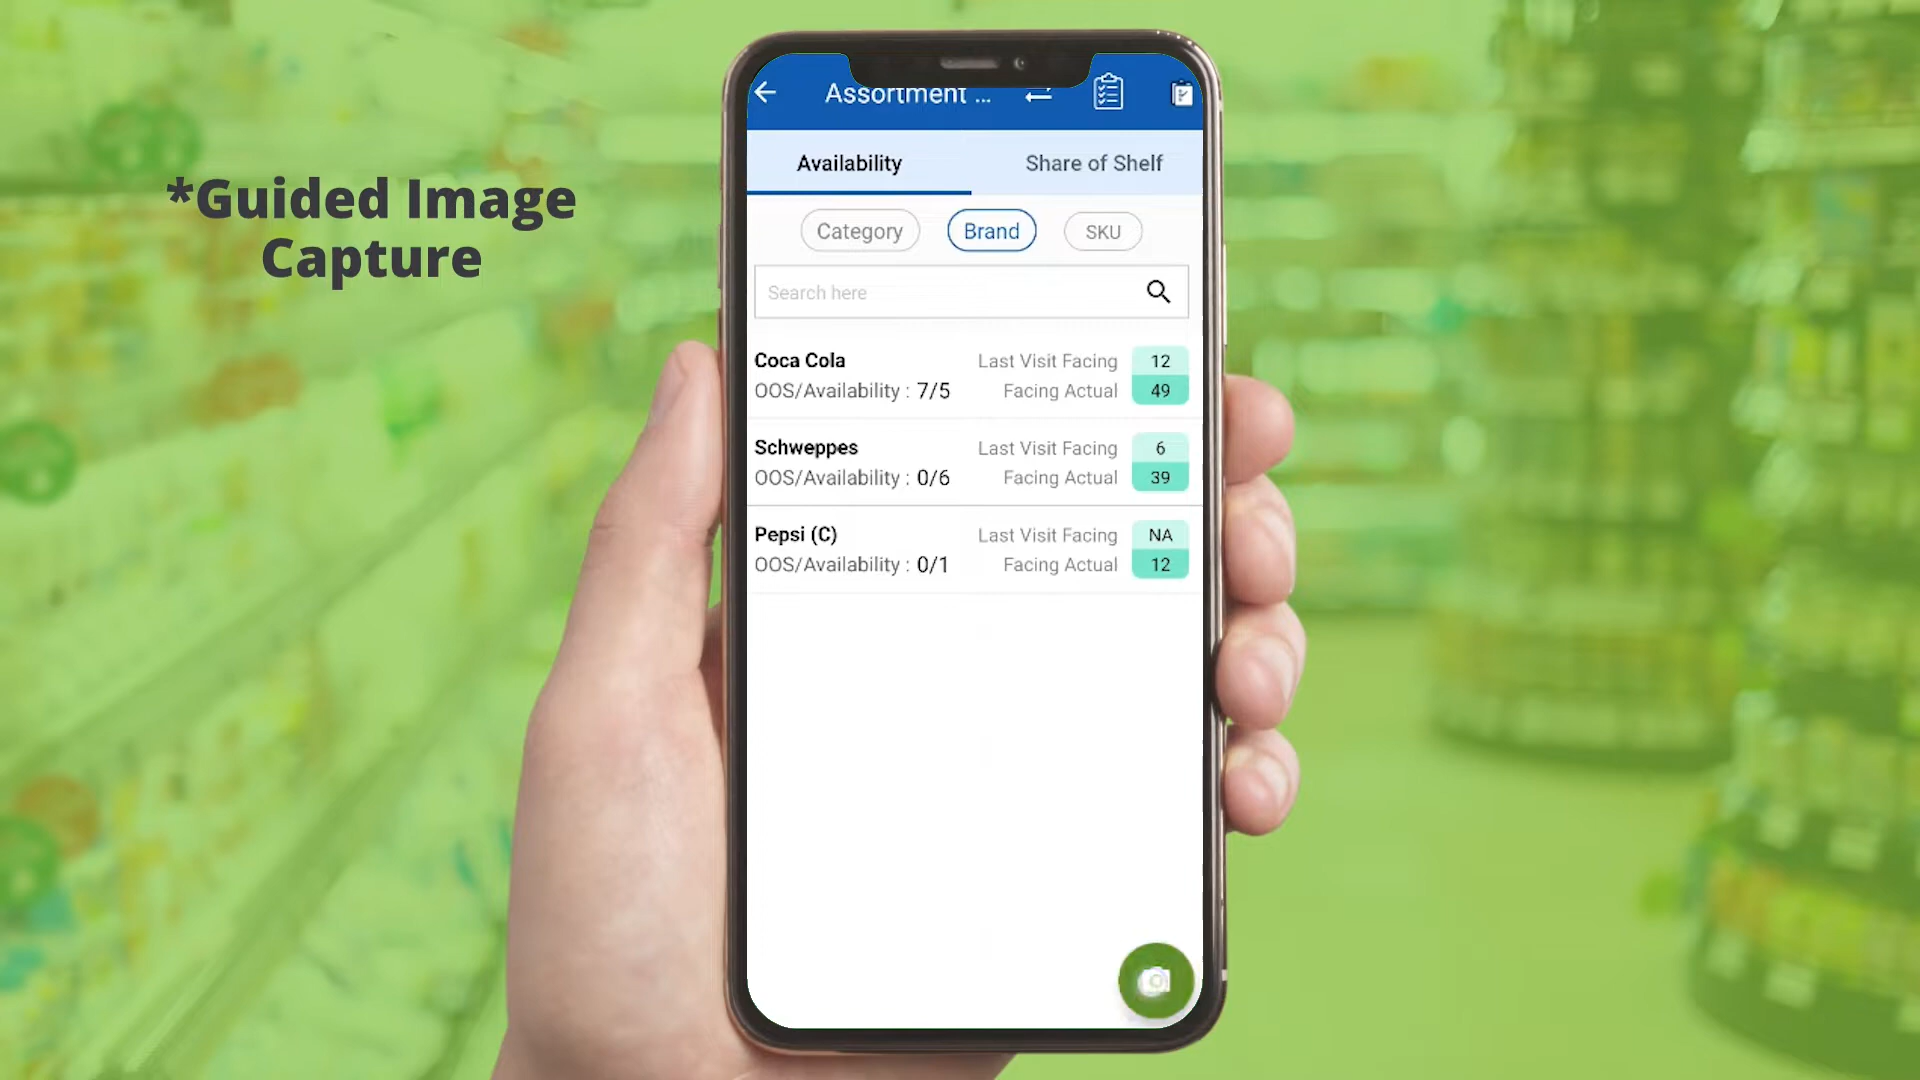 *Guided Image
Capture
Assortment ...
Availability
Share of Shelf
Category
Brand
SKU
Search here
Coca Cola
Last Visit Facing
12
OOS/Availability : 7/5
Facing Actual
49
Schweppes
Last Visit Facing
6
OOS/Availability : 0/6
Facing Actual
39
Pepsi (C)
Last Visit Facing
NA
OOS/Availability : 0/1
Facing Actual
12